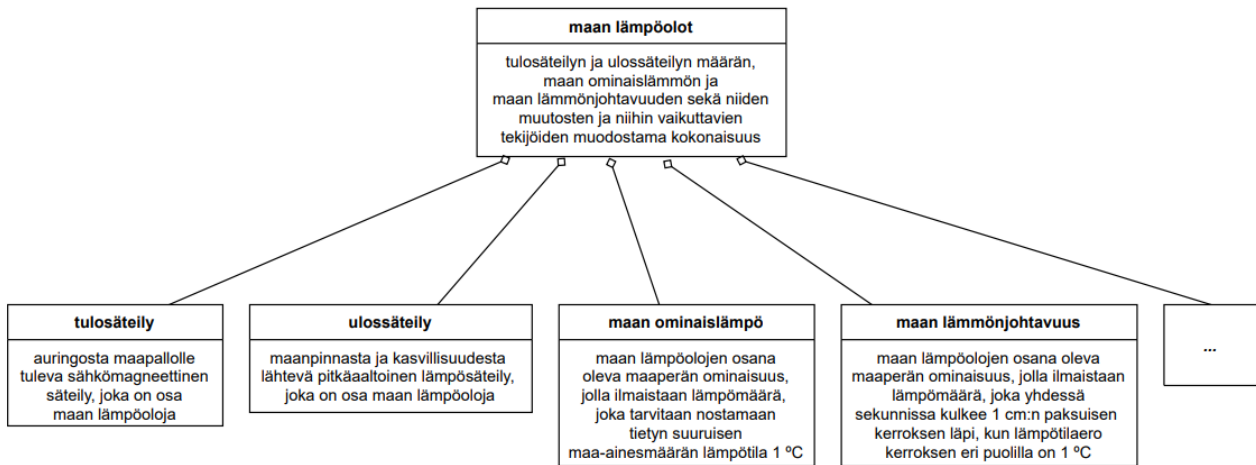 maan lämpöolot
tulosäteilyn ja ulossäteilyn määrän,
maan ominaislämmön ja
maan lämmönjohtavuuden sekä niiden
muutosten ja niihin vaikuttavien
tekijöiden muodostama kokonaisuus
tulosäteily
auringosta maapallolle
tuleva sähkömagneettinen
säteily, joka on osa
maan lämpöoloja
ulossäteily
maanpinnasta ja kasvillisuudesta
lähtevä pitkäaaltoinen lämpösäteily,
joka on osa maan lämpöoloja
maan ominaislämpö
maan lämpöolojen osana
oleva maaperän ominaisuus,
jolla ilmaistaan lämpömäärä,
joka tarvitaan nostamaan
tietyn suuruisen
maa-ainesmäärän lämpötila 1 ºC
maan lämmönjohtavuus
maan lämpöolojen osana oleva
maaperän ominaisuus, jolla ilmaistaan
lämpömäärä, joka yhdessä
sekunnissa kulkee 1 cm:n paksuisen
kerroksen läpi, kun lämpötilaero
kerroksen eri puolilla on 1 ºC
...